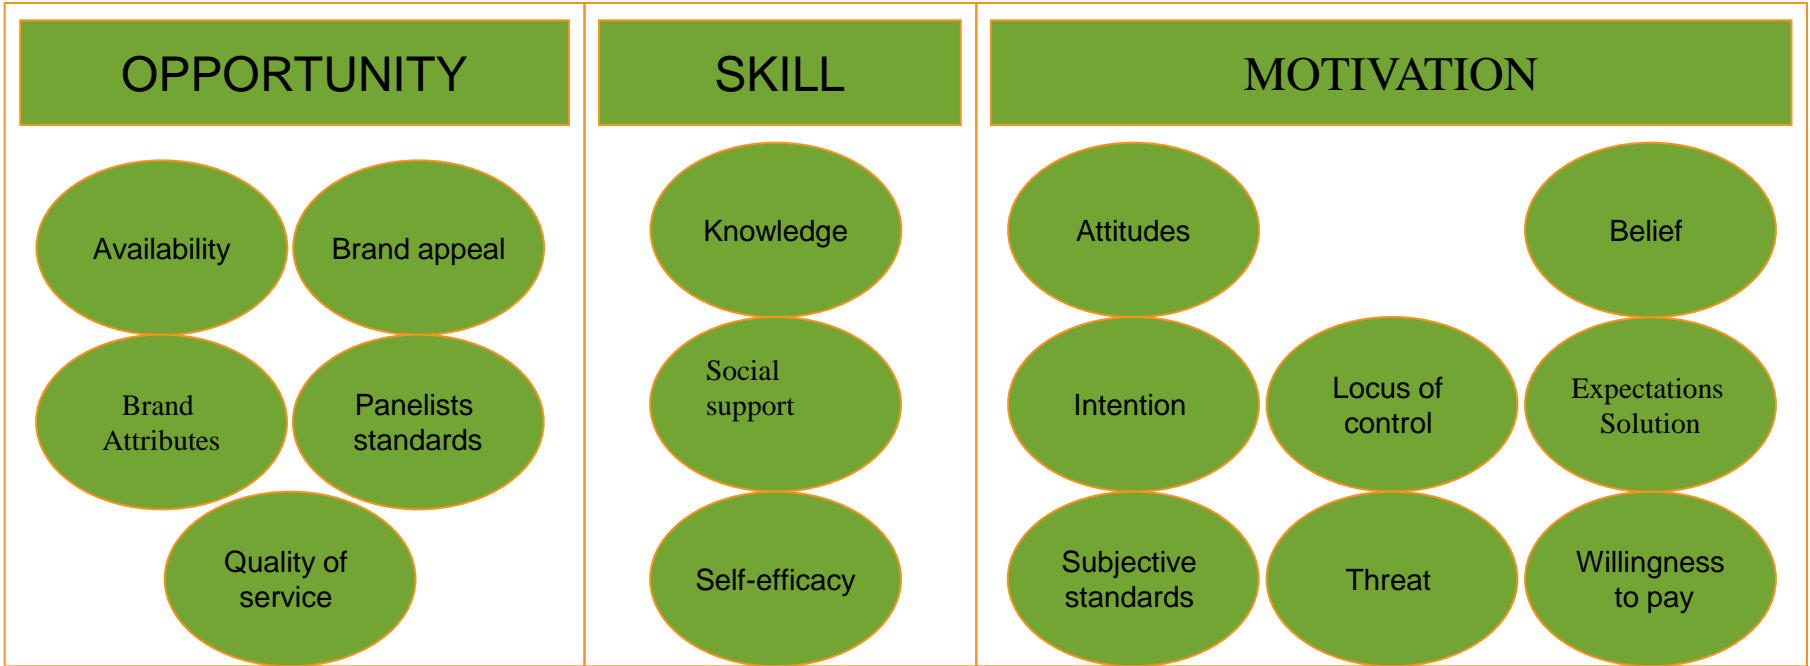 OPPORTUNITY
Availability
Brand appeal
Brand
Attributes
Panelists
standards
Quality of
service
SKILL
Knowledge
Social
support
Self-efficacy
MOTIVATION
Attitudes
Belief
Intention
Locus of
control
Expectations
Solution
Subjective
standards
Threat
Willingness
to pay